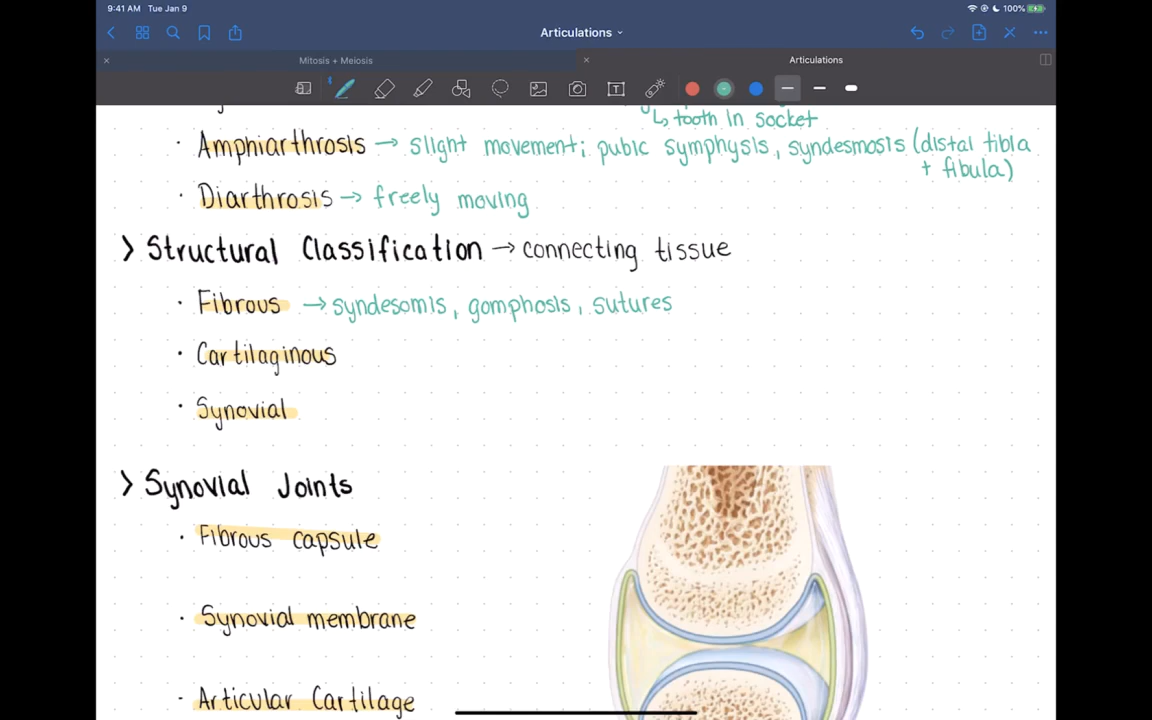 9:41 AM Tue Jan 9
100%
Articulations
Mitosis + Meiosis
Articulations
↳ tooth in socket
· Amphiarthrosis → slight movement; pubic symphysis, syndesmosis (distal tibia
+ fibula)
· Diarthrosis → freely moving
> Structural Classification → connecting tissue
· Fibrous → syndesomis, gomphosis, sutures
· Cartilaginous
· Synovial
> Synovial Joints
· Fibrous capsule
· Synovial membrane
· Articular Cartilage